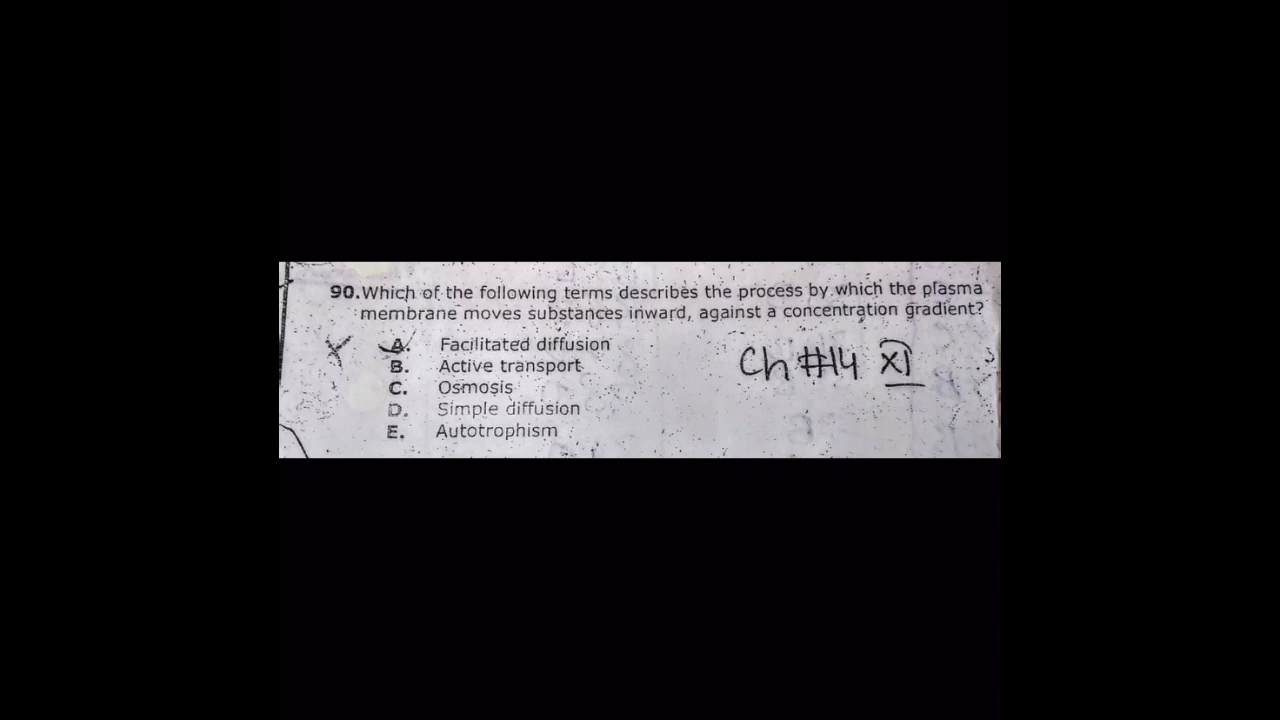 90. Which of the following terms describes the process by which the plasma
membrane moves substances inward, against a concentration gradient?
A. Facilitated diffusion
B. Active transport
C. Osmosis
D. Simple diffusion
E. Autotrophism
Ch #14 XI